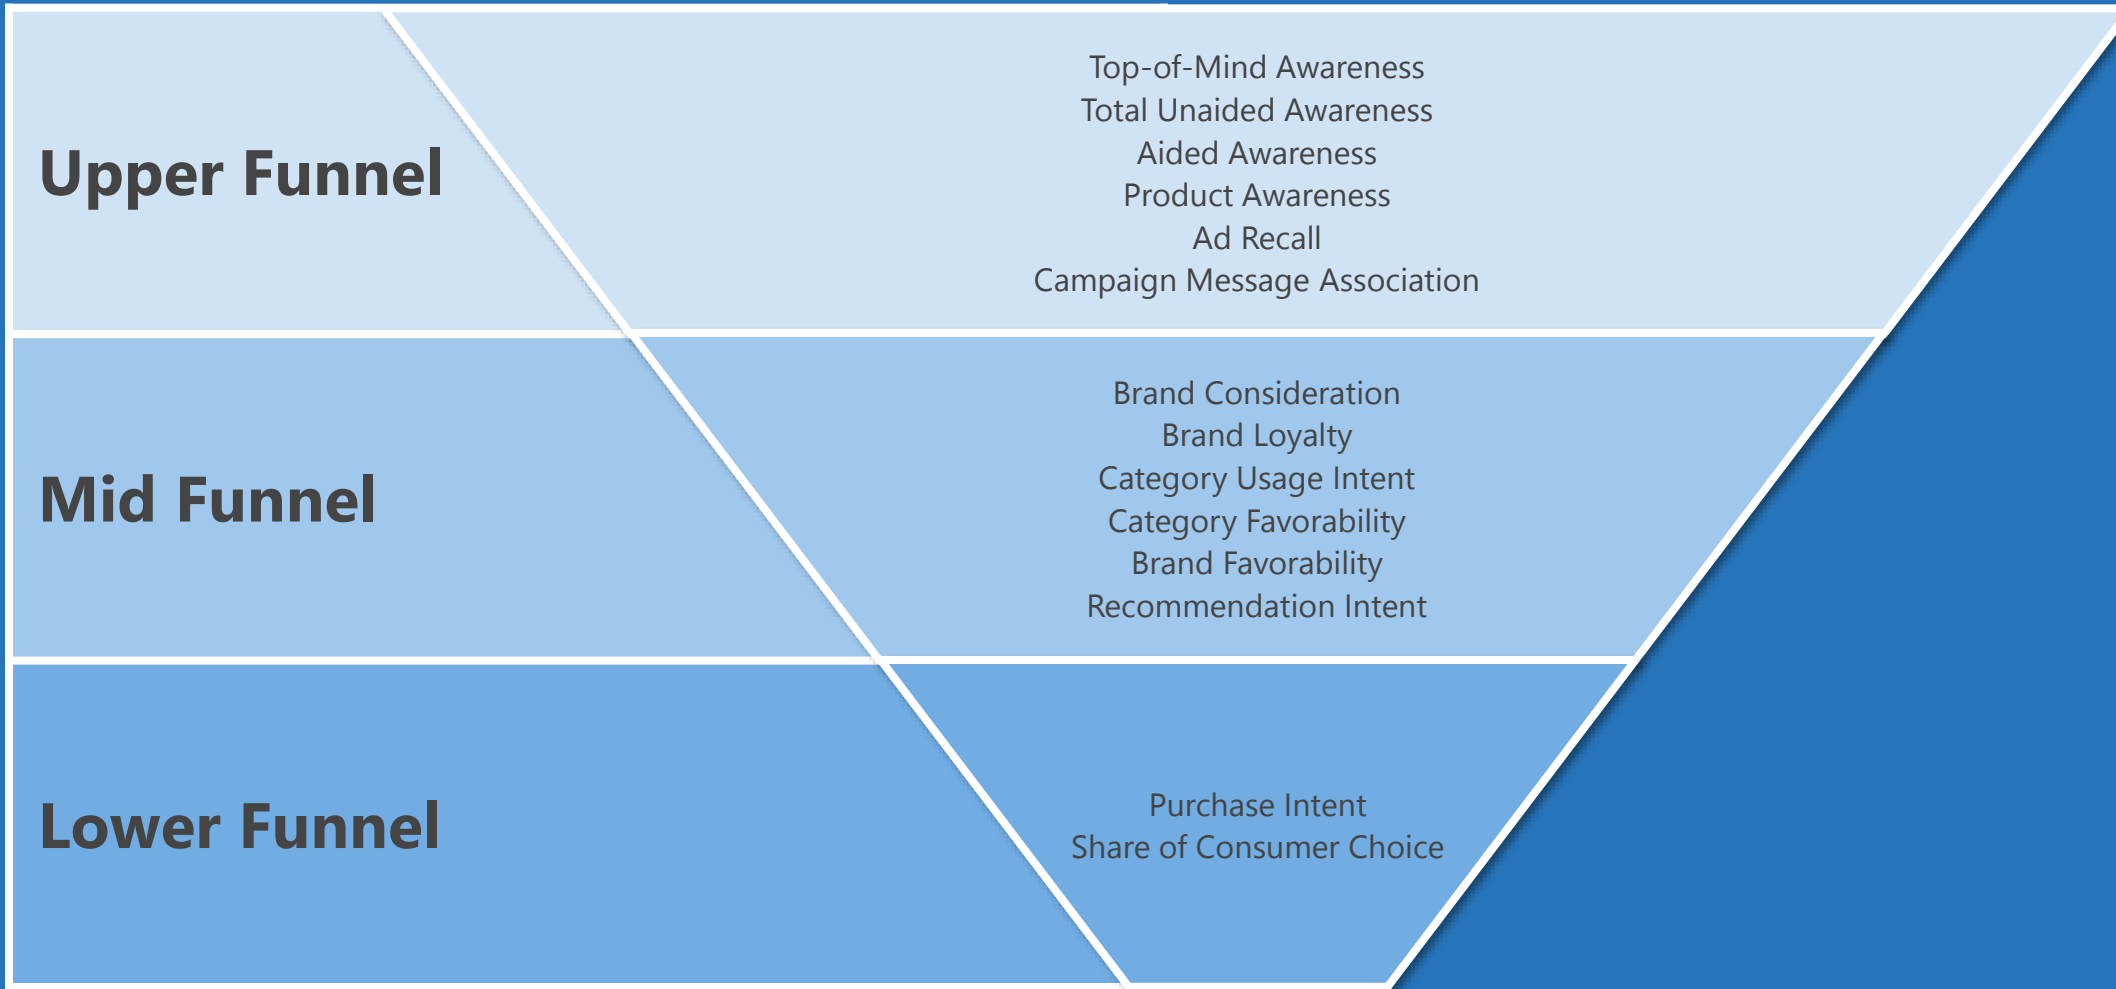 Upper Funnel
Top-of-Mind Awareness
Total Unaided Awareness
Aided Awareness
Product Awareness
Ad Recall
Campaign Message Association
Mid Funnel
Brand Consideration
Brand Loyalty
Category Usage Intent
Category Favorability
Brand Favorability
Recommendation Intent
Lower Funnel
Purchase Intent
Share of Consumer Choice